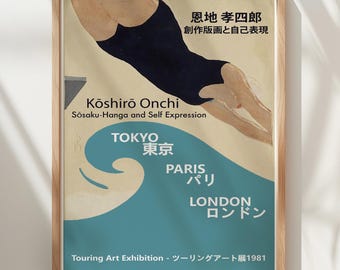 恩地 孝四郎
創作版画と自己表現
Kōshirō Onchi
Sōsaku-Hanga and Self Expression
TOKYO
東京
PARIS
パリ
LONDON
ロンドン
Touring Art Exhibition - ツーリングアート展1981